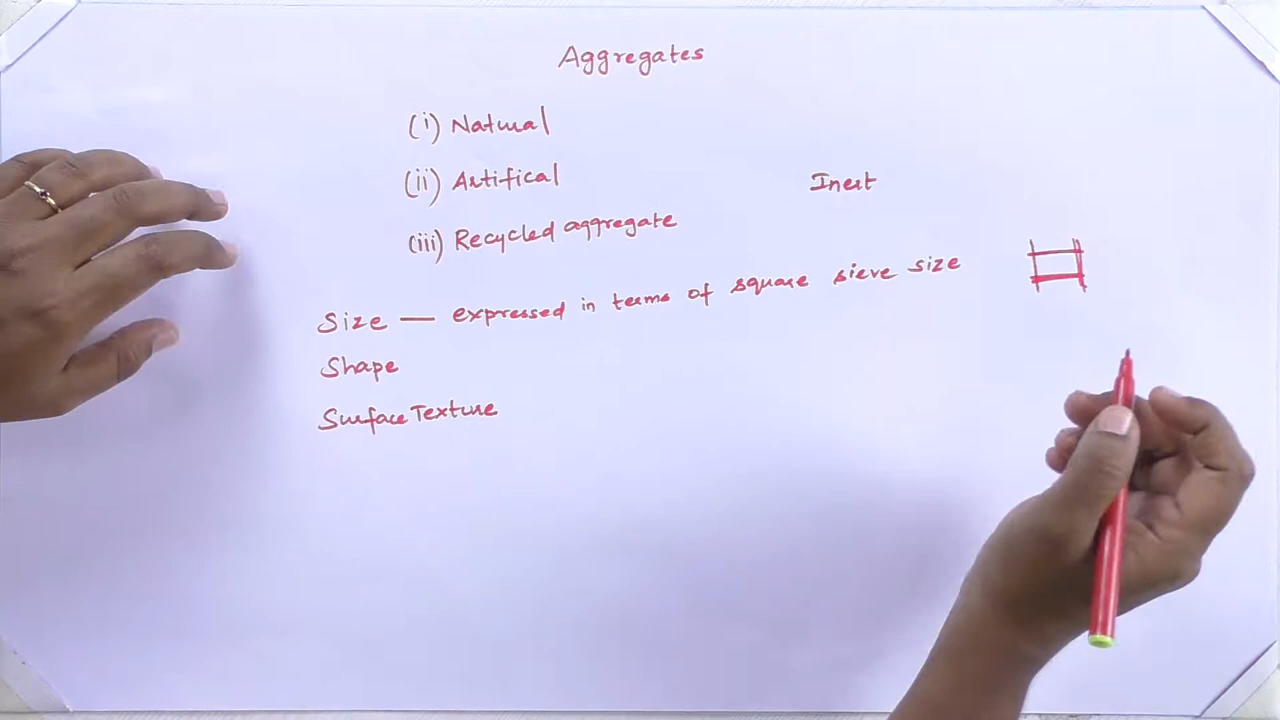 Aggregates
(i) Natural
(ii) Artifical
Inert
(iii) Recycled aggregate
Size — expressed in terms of square sieve size
Shape
Surface Texture